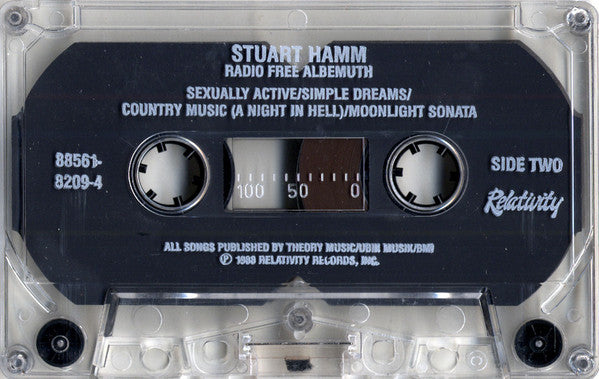 STUART HAMM
RADIO FREE ALBEMUTH
SEXUALLY ACTIVE/SIMPLE DREAMS/
COUNTRY MUSIC (A NIGHT IN HELL)/MOONLIGHT SONATA
88561-
8209-4
SIDE TWO
100 50 0
Relativity
ALL SONGS PUBLISHED BY THEORY MUSIC/UBIK MUSIK/BMI
Ⓟ 1988 RELATIVITY RECORDS, INC.